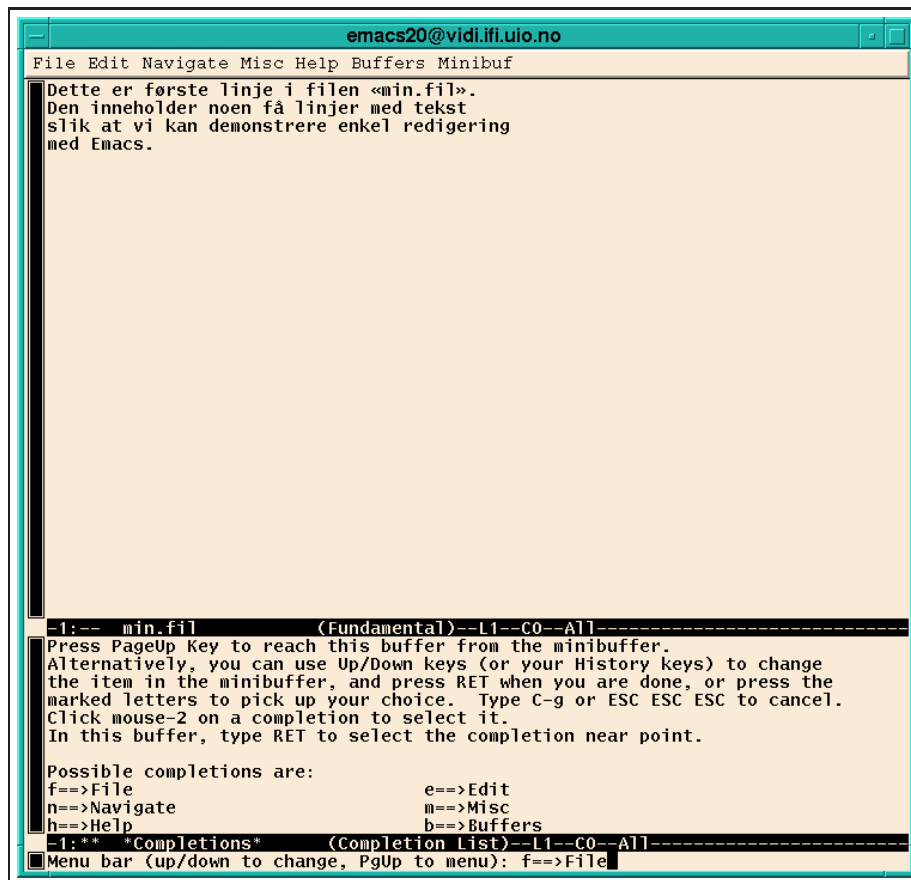 emacs20@vidi.ifi.uio.no
File Edit Navigate Misc Help Buffers Minibuf
Dette er første linje i filen «min.fil».
Den inneholder noen få linjer med tekst
slik at vi kan demonstrere enkel redigering
med Emacs.
-1:--  min.fil          (Fundamental)--L1--C0--All----------------------------
Press PageUp Key to reach this buffer from the minibuffer.
Alternatively, you can use Up/Down keys (or your History keys) to change
the item in the minibuffer, and press RET when you are done, or press the
marked letters to pick up your choice.  Type C-g or ESC ESC ESC to cancel.
Click mouse-2 on a completion to select it.
In this buffer, type RET to select the completion near point.
Possible completions are:
f==>File                           e==>Edit
n==>Navigate                       m==>Misc
h==>Help                           b==>Buffers
-1:**  *Completions*      (Completion List)--L1--C0--All-----------------------
Menu bar (up/down to change, PgUp to menu): f==>File